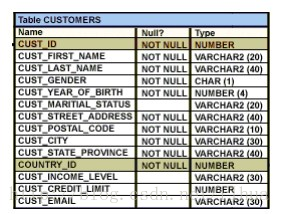 Table CUSTOMERS
Name Null? Type
CUST_ID NOT NULL NUMBER
CUST_FIRST_NAME NOT NULL VARCHAR2 (20)
CUST_LAST_NAME NOT NULL VARCHAR2 (40)
CUST_GENDER NOT NULL CHAR (1)
CUST_YEAR_OF_BIRTH NOT NULL NUMBER (4)
CUST_MARITIAL_STATUS VARCHAR2 (20)
CUST_STREET_ADDRESS NOT NULL VARCHAR2 (40)
CUST_POSTAL_CODE NOT NULL VARCHAR2 (10)
CUST_CITY NOT NULL VARCHAR2 (30)
CUST_STATE_PROVINCE NOT NULL VARCHAR2 (40)
COUNTRY_ID NOT NULL NUMBER
CUST_INCOME_LEVEL VARCHAR2 (30)
CUST_CREDIT_LIMIT NUMBER
CUST_EMAIL VARCHAR2 (30)